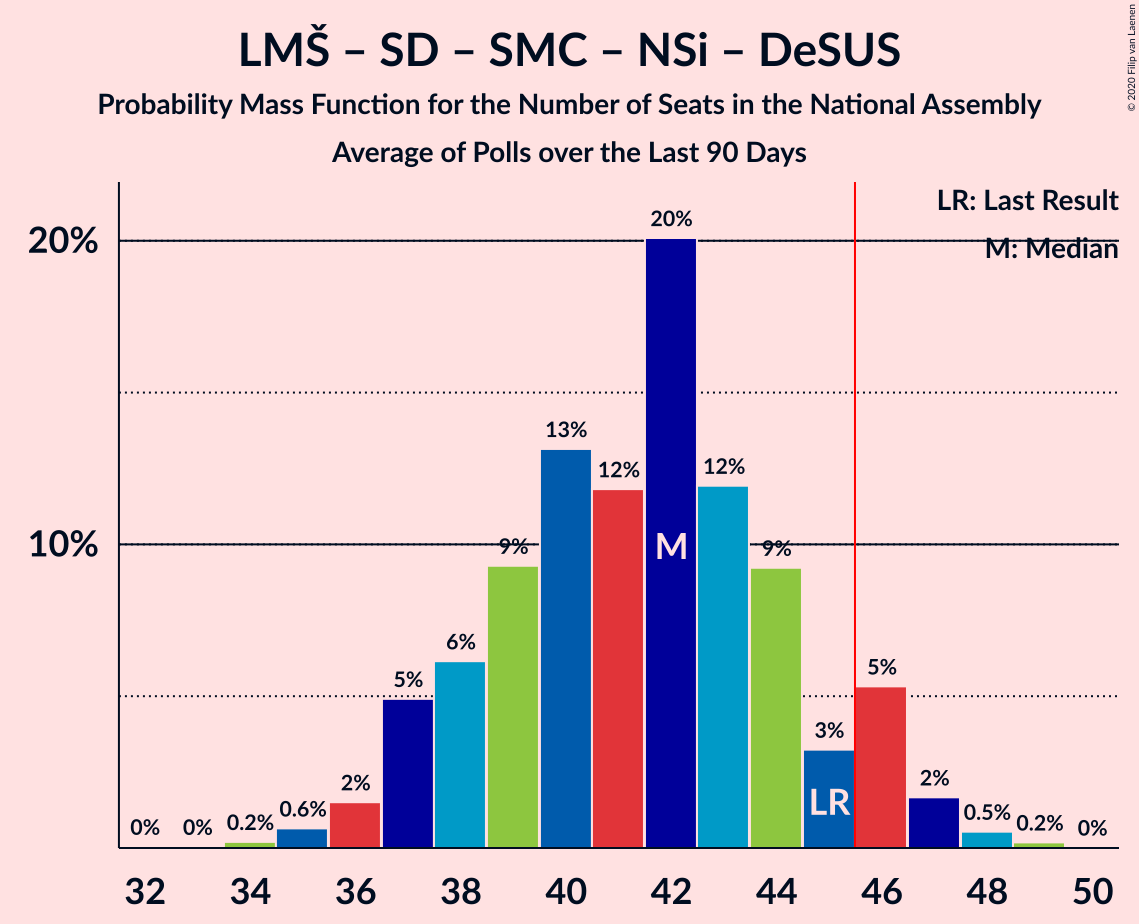 LMŠ – SD – SMC – NSi – DeSUS
Probability Mass Function for the Number of Seats in the National Assembly
Average of Polls over the Last 90 Days
© 2020 Filip van Laenen
LR: Last Result
M: Median
20%
10%
0%
0%
0.2%
0.6%
2%
5%
6%
9%
13%
12%
20%
12%
9%
3%
5%
2%
0.5%
0.2%
0%
M
LR
32 34 36 38 40 42 44 46 48 50